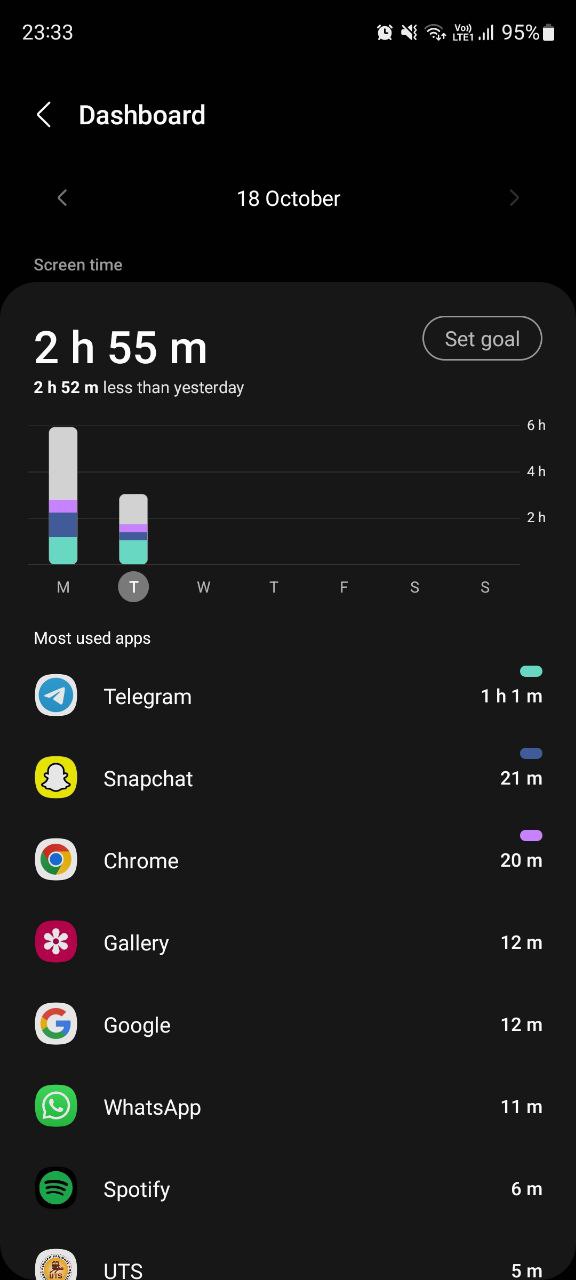 23:33 Vo) LTE1 95%
Dashboard
18 October
Screen time
2 h 55 m
Set goal
2 h 52 m less than yesterday
6 h
4 h
2 h
M T W T F S S
Most used apps
Telegram 1 h 1 m
Snapchat 21 m
Chrome 20 m
Gallery 12 m
Google 12 m
WhatsApp 11 m
Spotify 6 m
UTS UTS 5 m